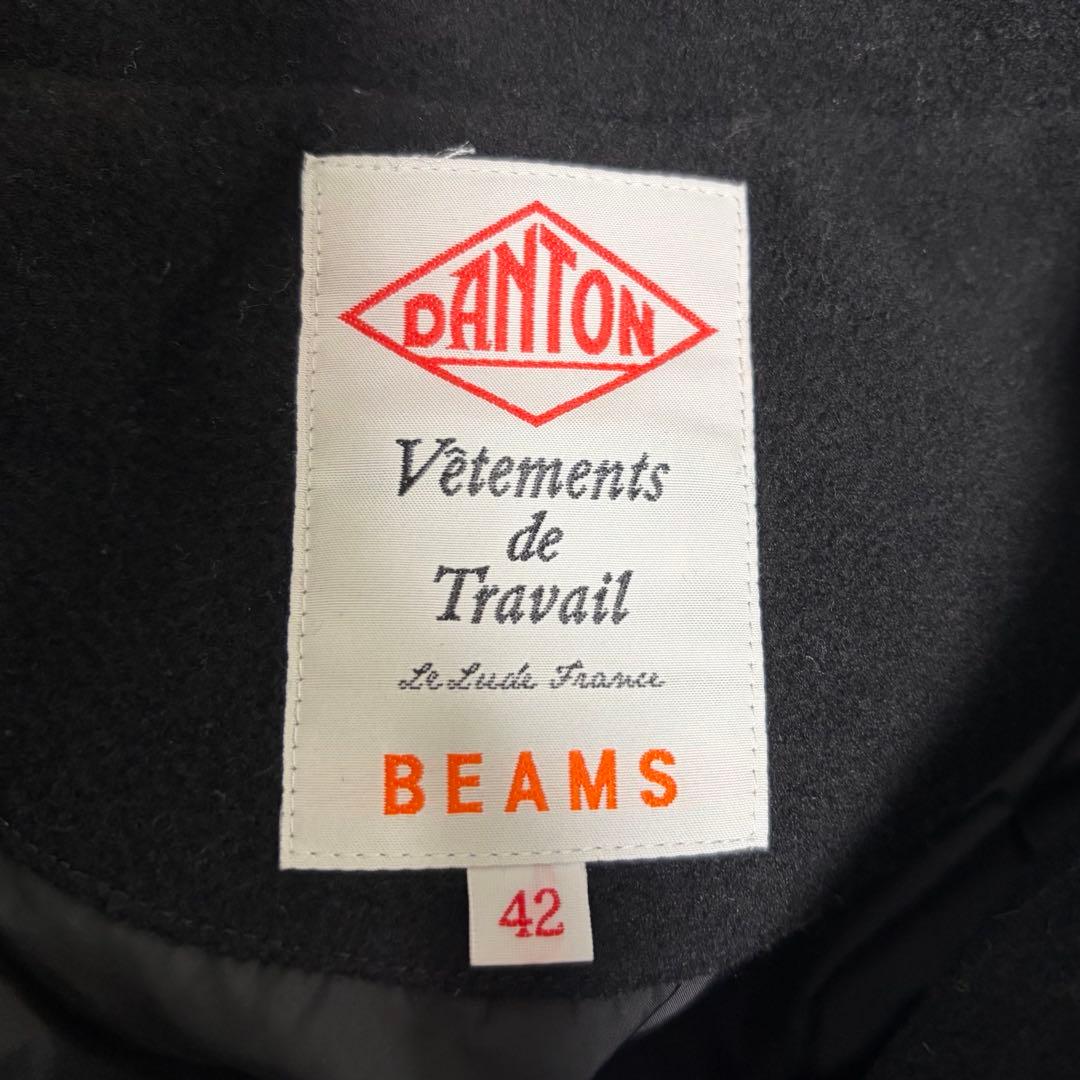 DANTON
Vêtements
de
Travail
Le Lude France
BEAMS
42